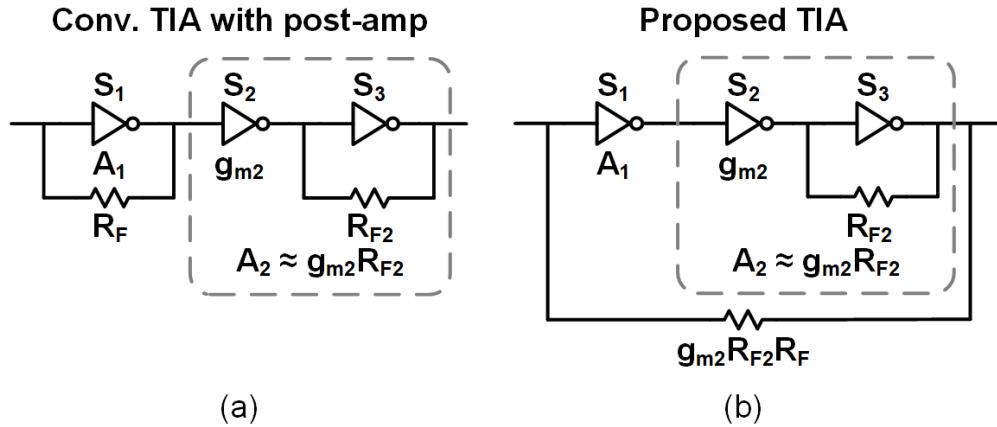 Conv. TIA with post-amp
S1 S2 S3
A1 gm2
RF RF2
A2 ≈ gm2RF2
(a)
Proposed TIA
S1 S2 S3
A1 gm2
RF2
A2 ≈ gm2RF2
gm2RF2RF
(b)